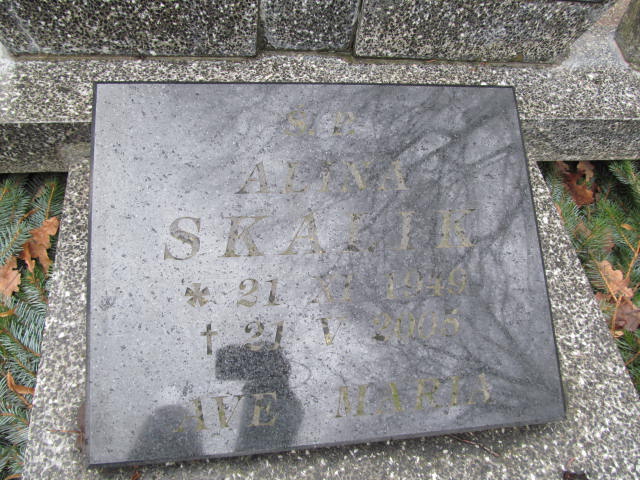 Ś.P.
ALINA
SKALIK
* 21 XI 1949
† 21 V 2005
AVE MARIA